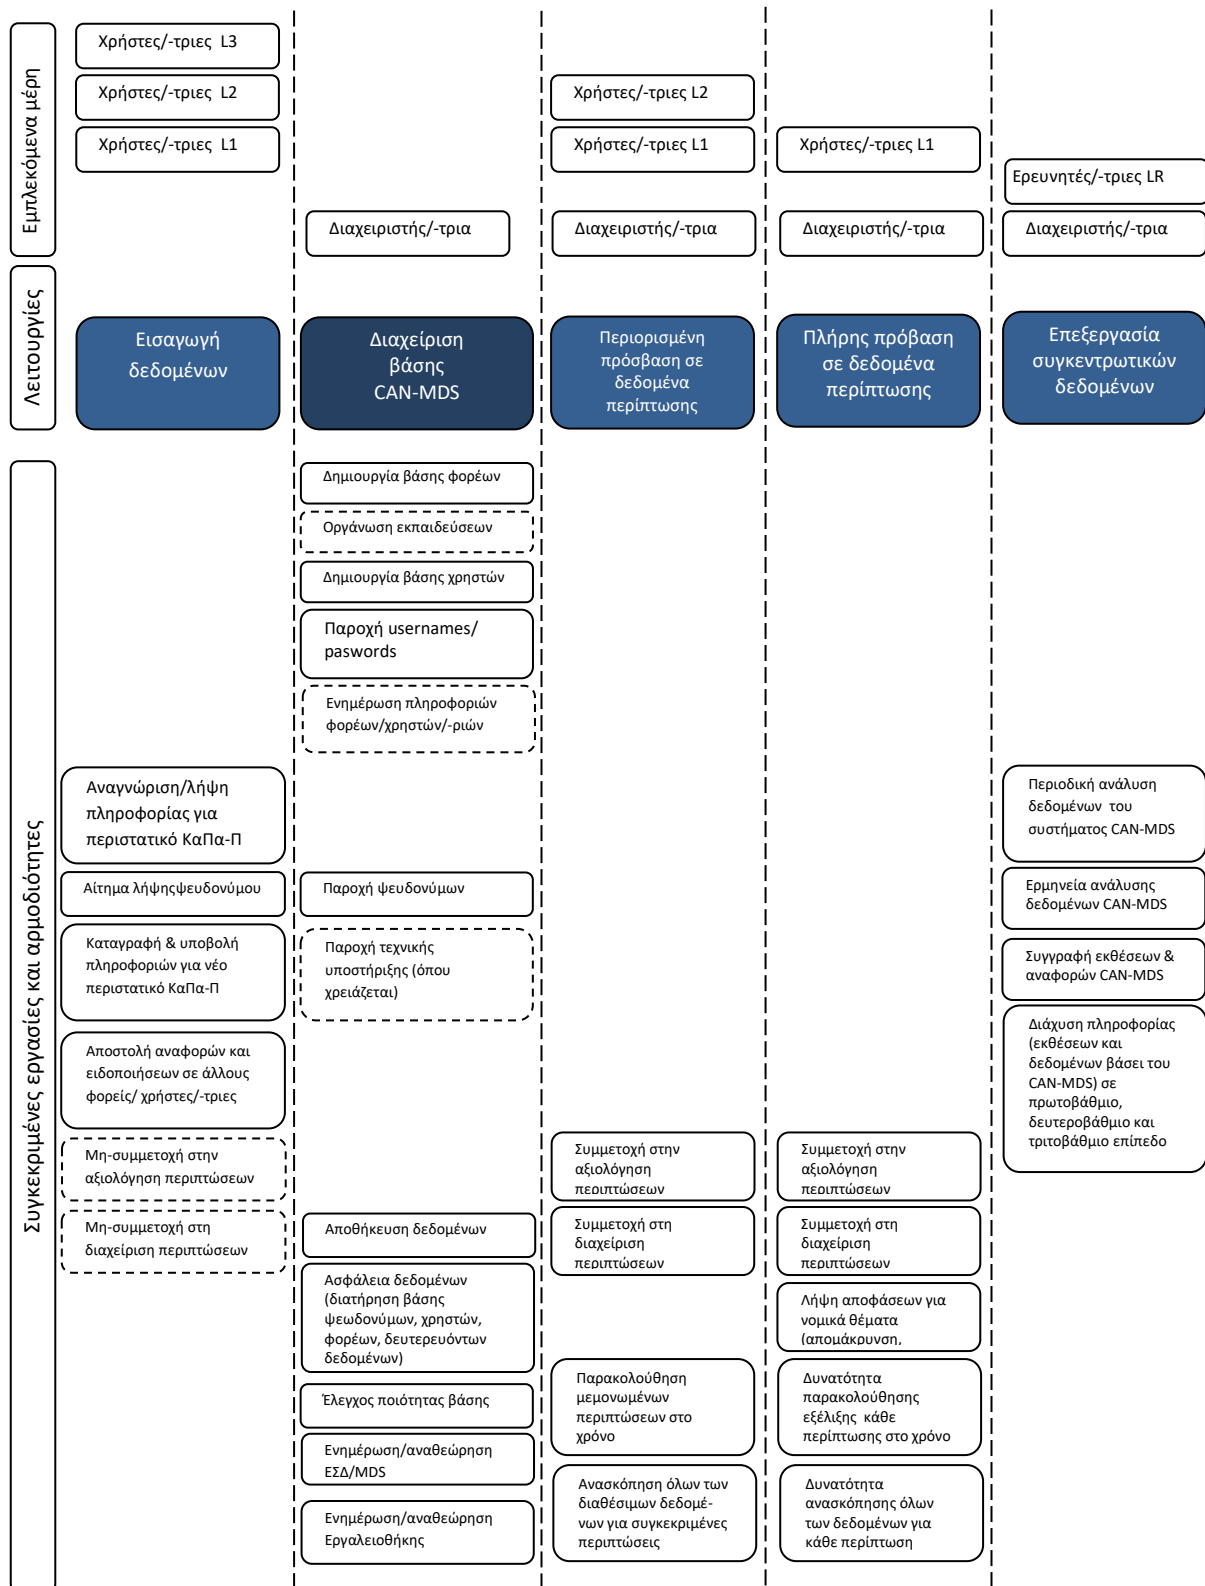 Εμπλεκόμενα μέρη
Χρήστες/-τριες L3
Χρήστες/-τριες L2
Χρήστες/-τριες L1
Διαχειριστής/-τρια
Χρήστες/-τριες L2
Χρήστες/-τριες L1
Διαχειριστής/-τρια
Χρήστες/-τριες L1
Διαχειριστής/-τρια
Ερευνητές/-τριες LR
Διαχειριστής/-τρια
Λειτουργίες
Εισαγωγή
δεδομένων
Διαχείριση
βάσης
CAN-MDS
Περιορισμένη
πρόσβαση σε
δεδομένα
περίπτωσης
Πλήρης πρόβαση
σε δεδομένα
περίπτωσης
Επεξεργασία
συγκεντρωτικών
δεδομένων
Συγκεκριμένες εργασίες και αρμοδιότητες
Αναγνώριση/λήψη
πληροφορίας για
περιστατικό ΚαΠα-Π
Αίτημα λήψηςψευδονύμου
Καταγραφή & υποβολή
πληροφοριών για νέο
περιστατικό ΚαΠα-Π
Αποστολή αναφορών και
ειδοποιήσεων σε άλλους
φορείς/ χρήστες/-τριες
Μη-συμμετοχή στην
αξιολόγηση περιπτώσεων
Μη-συμμετοχή στη
διαχείριση περιπτώσεων
Δημιουργία βάσης φορέων
Οργάνωση εκπαιδεύσεων
Δημιουργία βάσης χρηστών
Παροχή usernames/
paswords
Ενημέρωση πληροφοριών
φορέων/χρηστών/-ριών
Παροχή ψευδονύμων
Παροχή τεχνικής
υποστήριξης (όπου
χρειάζεται)
Αποθήκευση δεδομένων
Ασφάλεια δεδομένων
(διατήρηση βάσης
ψεωδονύμων, χρηστών,
φορέων, δευτερευόντων
δεδομένων)
Έλεγχος ποιότητας βάσης
Ενημέρωση/αναθεώρηση
ΕΣΔ/MDS
Ενημέρωση/αναθεώρηση
Εργαλειοθήκης
Συμμετοχή στην
αξιολόγηση
περιπτώσεων
Συμμετοχή στη
διαχείριση
περιπτώσεων
Παρακολούθηση
μεμονωμένων
περιπτώσεων στο
χρόνο
Ανασκόπηση όλων των
διαθέσιμων δεδομέ-
νων για συγκεκριμένες
περιπτώσεις
Συμμετοχή στην
αξιολόγηση
περιπτώσεων
Συμμετοχή στη
διαχείριση
περιπτώσεων
Λήψη αποφάσεων για
νομικά θέματα
(απομάκρυνση,
Δυνατότητα
παρακολούθησης
εξέλιξης κάθε
περίπτωσης στο χρόνο
Δυνατότητα
ανασκόπησης όλων
των δεδομένων για
κάθε περίπτωση
Περιοδική ανάλυση
δεδομένων του
συστήματος CAN-MDS
Ερμηνεία ανάλυσης
δεδομένων CAN-MDS
Συγγραφή εκθέσεων &
αναφορών CAN-MDS
Διάχυση πληροφορίας
(εκθέσεων και
δεδομένων βάσει του
CAN-MDS) σε
πρωτοβάθμιο,
δευτεροβάθμιο και
τριτοβάθμιο επίπεδο